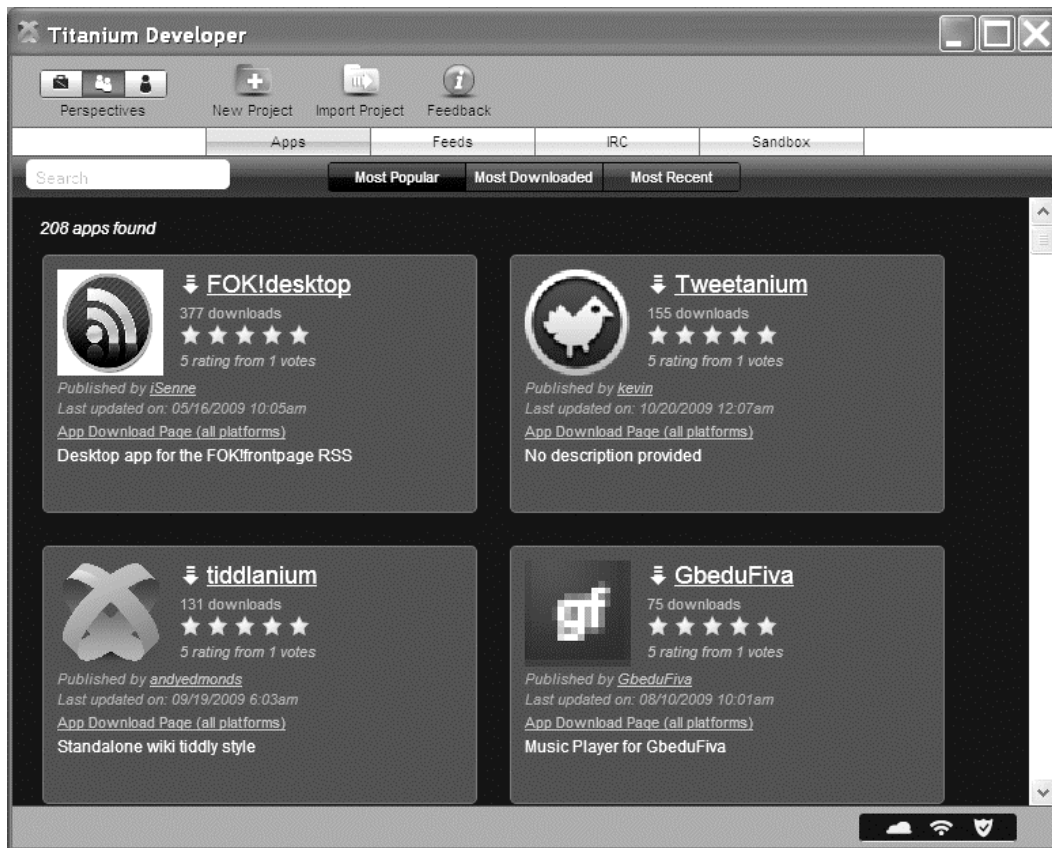 Titanium Developer
Perspectives New Project Import Project Feedback
Apps Feeds IRC Sandbox
Search Most Popular Most Downloaded Most Recent
208 apps found
FOK!desktop
377 downloads
5 rating from 1 votes
Published by iSenne
Last updated on: 05/16/2009 10:05am
App Download Page (all platforms)
Desktop app for the FOK!frontpage RSS
Tweetanium
155 downloads
5 rating from 1 votes
Published by kevin
Last updated on: 10/20/2009 12:07am
App Download Page (all platforms)
No description provided
tiddlanium
131 downloads
5 rating from 1 votes
Published by andyedmonds
Last updated on: 09/19/2009 6:03am
App Download Page (all platforms)
Standalone wiki tiddly style
gf
GbeduFiva
75 downloads
5 rating from 1 votes
Published by GbeduFiva
Last updated on: 08/10/2009 10:01am
App Download Page (all platforms)
Music Player for GbeduFiva